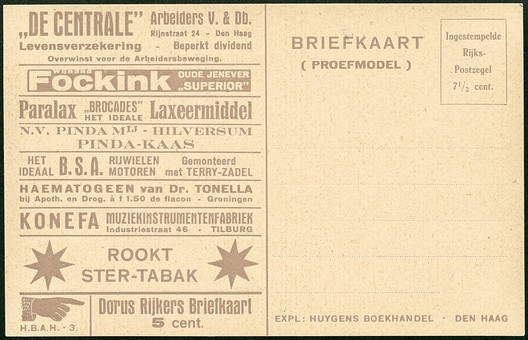 „DE CENTRALE" Arbeiders V. & Db.
Rijnstraat 24 - Den Haag
Levensverzekering - Beperkt dividend
Overwinst voor de Arbeidersbeweging.
Wijnand
Fockink OUDE JENEVER
„SUPERIOR"
Paralax „BROCADES" HET IDEALE Laxeermiddel
N.V. PINDA MIJ - HILVERSUM
PINDA-KAAS
HET IDEÁAL B.S.A. RIJWIELEN MOTOREN Gemonteerd met TERRY-ZADEL
HAEMATOGEEN van Dr. TONELLA
bij Apoth. en Drog. à f 1.50 de flacon - Groningen
KONEFA MUZIEKINSTRUMENTENFABRIEK
Industriestraat 46 - TILBURG
ROOKT
STER-TABAK
H.B.A.H. - 3.
Dorus Rijkers Briefkaart
5 cent.
BRIEFKAART
( PROEFMODEL )
Ingestempelde
Rijks-
Postzegel
7½ cent.
EXPL: HUYGENS BOEKHANDEL - DEN HAAG